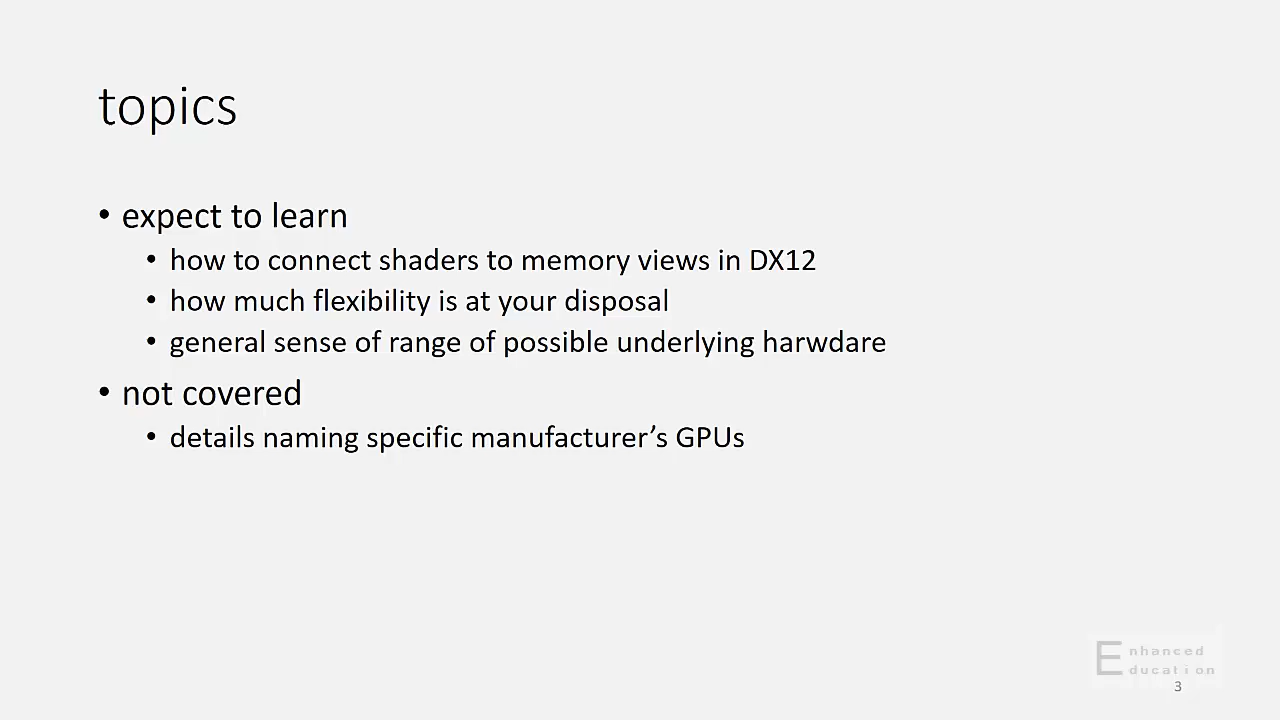 topics
• expect to learn
• how to connect shaders to memory views in DX12
• how much flexibility is at your disposal
• general sense of range of possible underlying harwdare
• not covered
• details naming specific manufacturer’s GPUs
Enhanced
Education
3